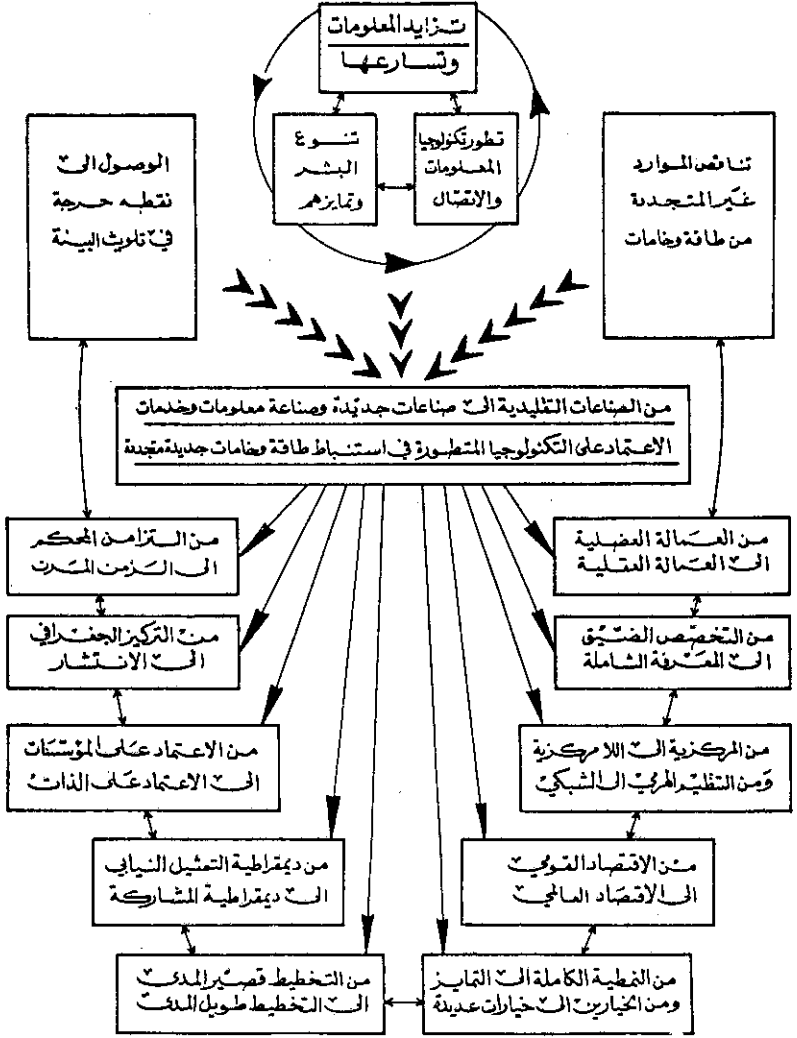 تزايد المعلومات
وتسارعها
تطور تكنولوجيا
المعلومات
والاتصال
تنوع
البشر
وتمايزهم
تناقص الموارد
غير المتجددة
من طاقة وخامات
الوصول الى
نقطه حرجة
في تلوث البيئة
من الصناعات التقليدية الى صناعات جديدة وصناعة معلومات وخدمات
الاعتماد على التكنولوجيا المتطورة في استنباط طاقة وخامات جديدة متجددة
من العمالة العضلية
الى العمالة العقلية
من التزامن المحكم
الى الزمن المرن
من التخصص الضيق
الى المعرفة الشاملة
من التركيز الجغرافي
الى الانتشار
من المركزية الى اللامركزية
ومن التنظيم الهرمي الى الشبكي
من الاعتماد على المؤسسات
الى الاعتماد على الذات
من الاقتصاد القومي
الى الاقتصاد العالمي
من ديمقراطية التمثيل النيابي
الى ديمقراطية المشاركة
من النمطية الكاملة الى التمايز
ومن الخيارين الى خيارات عديدة
من التخطيط قصير المدى
الى التخطيط طويل المدى